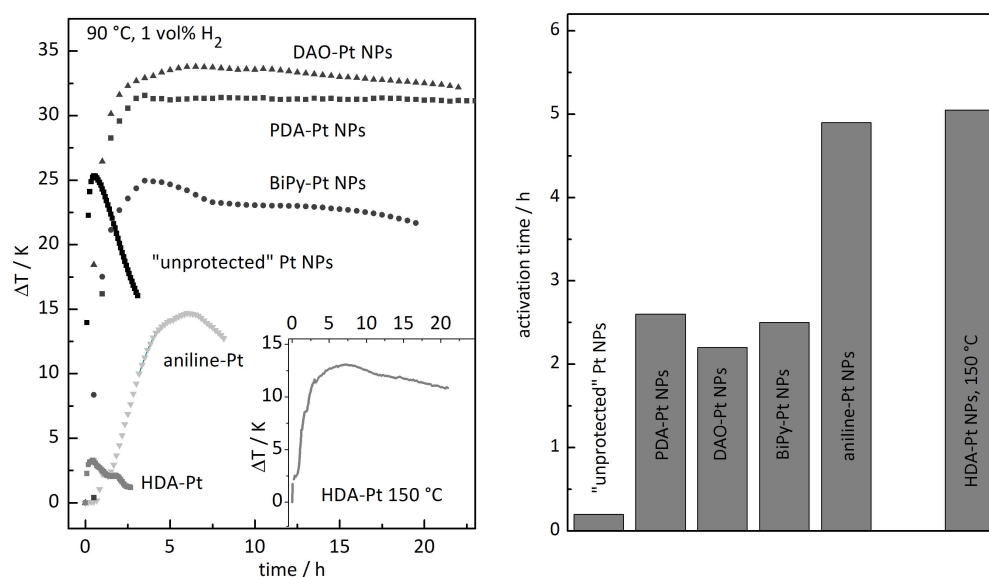 90 °C, 1 vol% H₂
DAO-Pt NPs
PDA-Pt NPs
BiPy-Pt NPs
"unprotected" Pt NPs
aniline-Pt
HDA-Pt
ΔT / K
35
30
25
20
15
10
5
0
0 5 10 15 20
time / h
0 5 10 15 20
15
10
5
0
ΔT / K
HDA-Pt 150 °C
activation time / h
6
5
4
3
2
1
0
"unprotected" Pt NPs
PDA-Pt NPs
DAO-Pt NPs
BiPy-Pt NPs
aniline-Pt NPs
HDA-Pt NPs, 150 °C